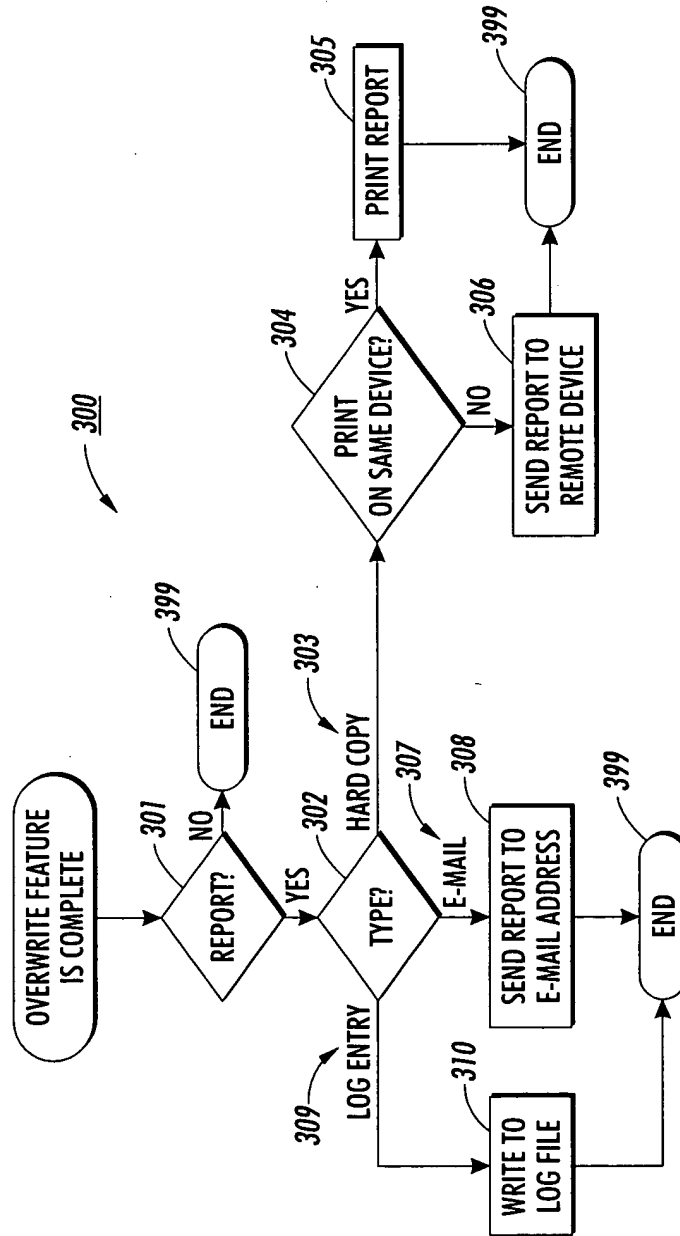 300
OVERWRITE FEATURE
IS COMPLETE
301
REPORT?
NO
399
END
YES
302
TYPE?
HARD COPY
303
304
PRINT
ON SAME DEVICE?
YES
305
PRINT REPORT
NO
306
SEND REPORT TO
REMOTE DEVICE
399
END
E-MAIL
307
308
SEND REPORT TO
E-MAIL ADDRESS
LOG ENTRY
309
310
WRITE TO
LOG FILE
399
END